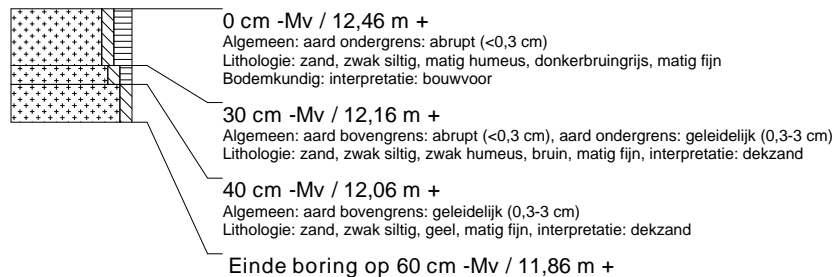 0 cm -Mv / 12,46 m +
Algemeen: aard ondergrens: abrupt (<0,3 cm)
Lithologie: zand, zwak siltig, matig humeus, donkerbruingrijs, matig fijn
Bodemkundig: interpretatie: bouwvoor
30 cm -Mv / 12,16 m +
Algemeen: aard bovengrens: abrupt (<0,3 cm), aard ondergrens: geleidelijk (0,3-3 cm)
Lithologie: zand, zwak siltig, zwak humeus, bruin, matig fijn, interpretatie: dekzand
40 cm -Mv / 12,06 m +
Algemeen: aard bovengrens: geleidelijk (0,3-3 cm)
Lithologie: zand, zwak siltig, geel, matig fijn, interpretatie: dekzand
Einde boring op 60 cm -Mv / 11,86 m +